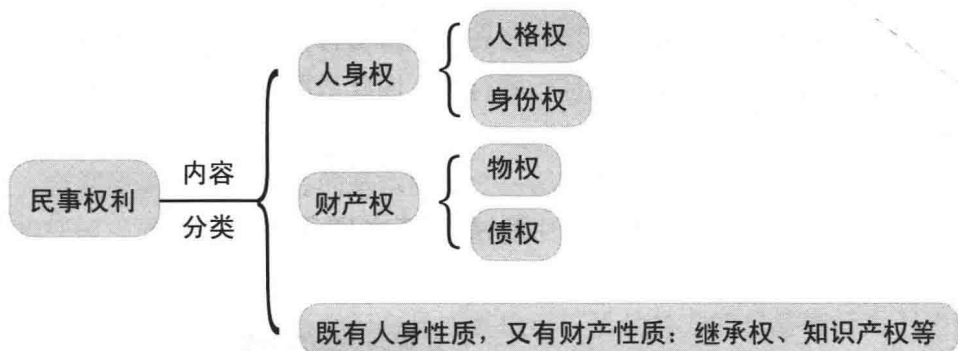 人格权
人身权
身份权
内容
物权
民事权利
分类
财产权
债权
既有人身性质，又有财产性质：继承权、知识产权等